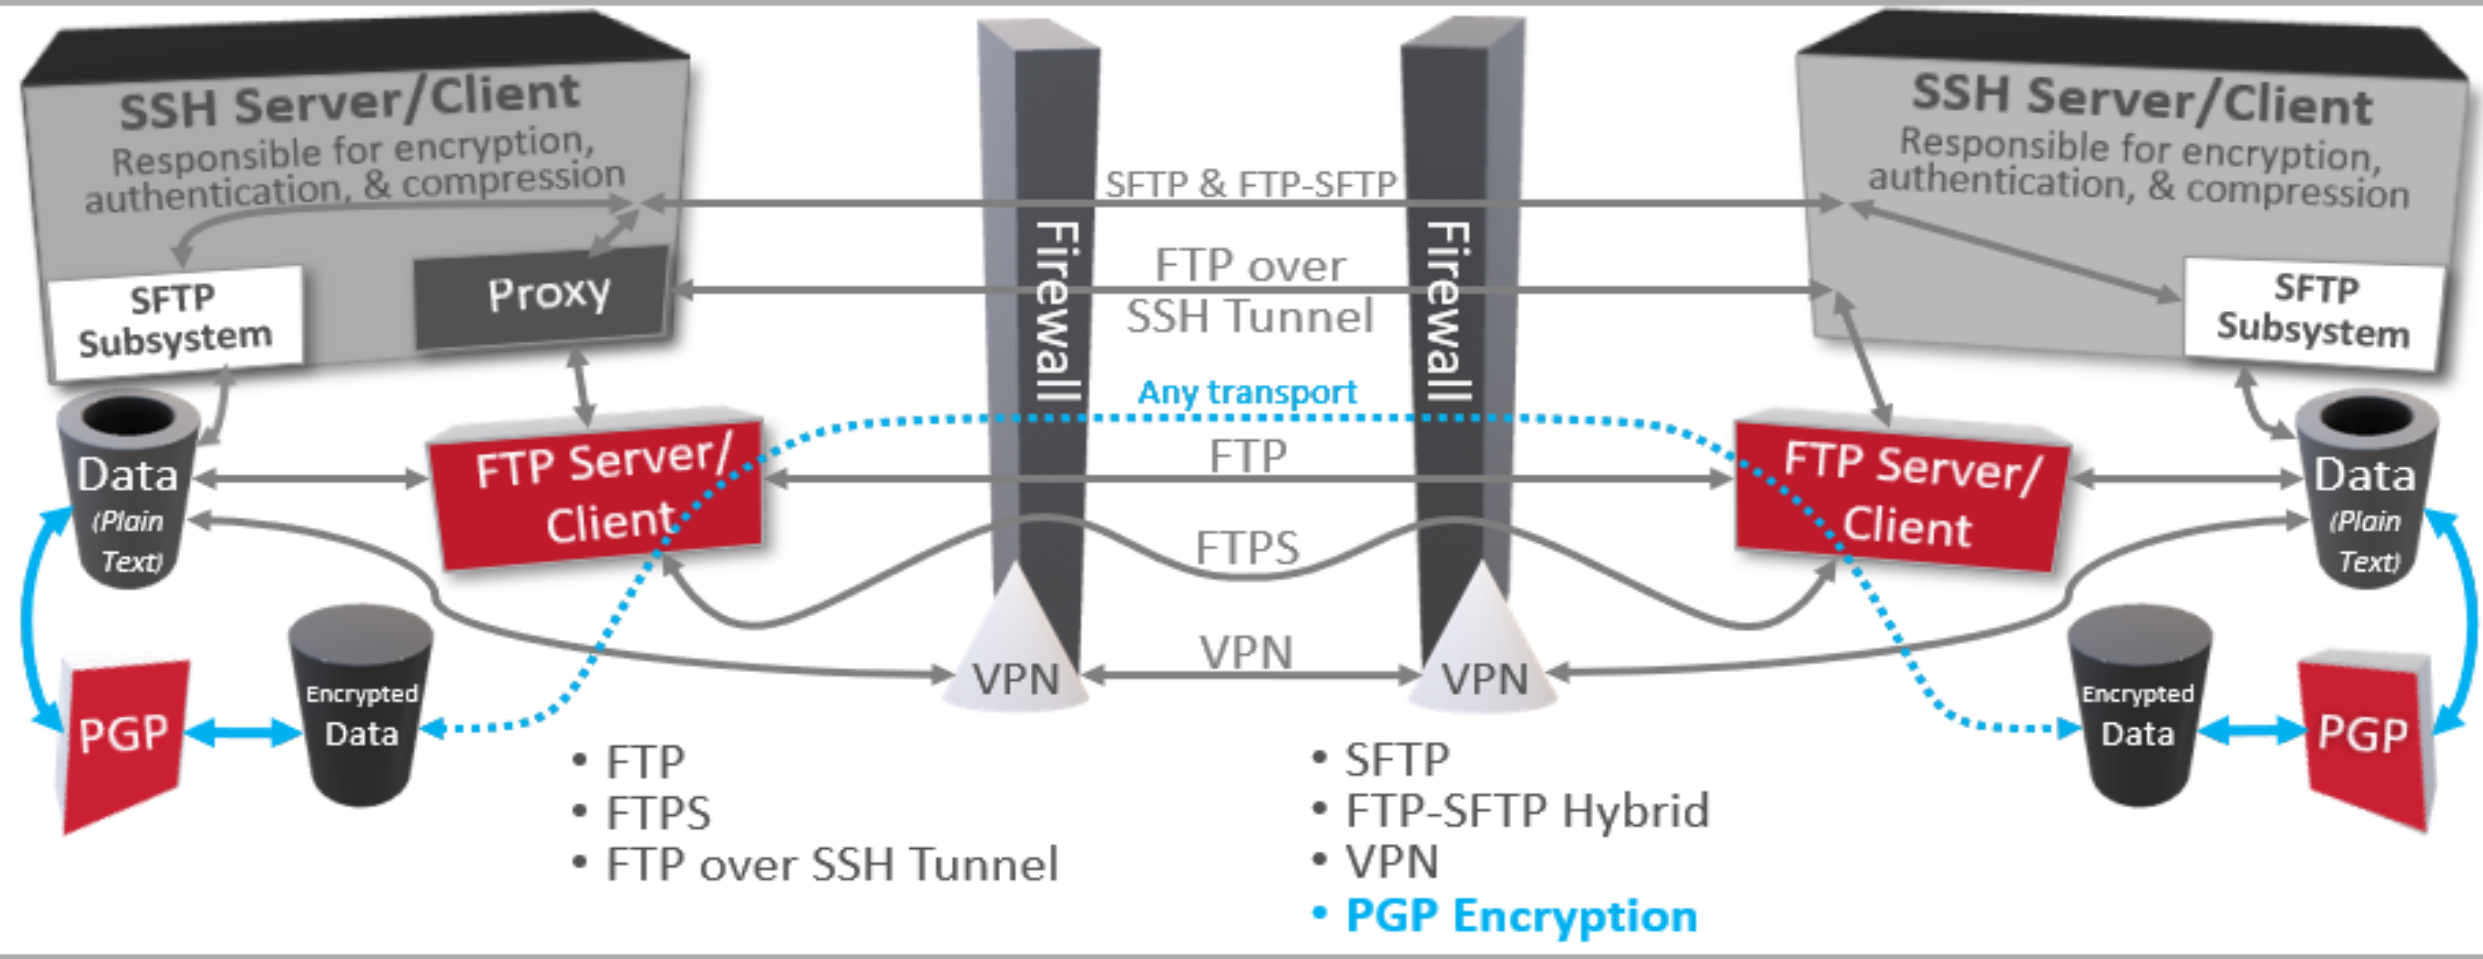 SSH Server/Client
Responsible for encryption,
authentication, & compression
SFTP
Subsystem
Proxy
Data
(Plain
Text)
FTP Server/
Client
PGP
Encrypted
Data
Firewall
Firewall
SFTP & FTP-SFTP
FTP over
SSH Tunnel
Any transport
FTP
FTPS
VPN
VPN
VPN
SSH Server/Client
Responsible for encryption,
authentication, & compression
SFTP
Subsystem
FTP Server/
Client
Data
(Plain
Text)
Encrypted
Data
PGP
• FTP
• FTPS
• FTP over SSH Tunnel
• SFTP
• FTP-SFTP Hybrid
• VPN
• PGP Encryption